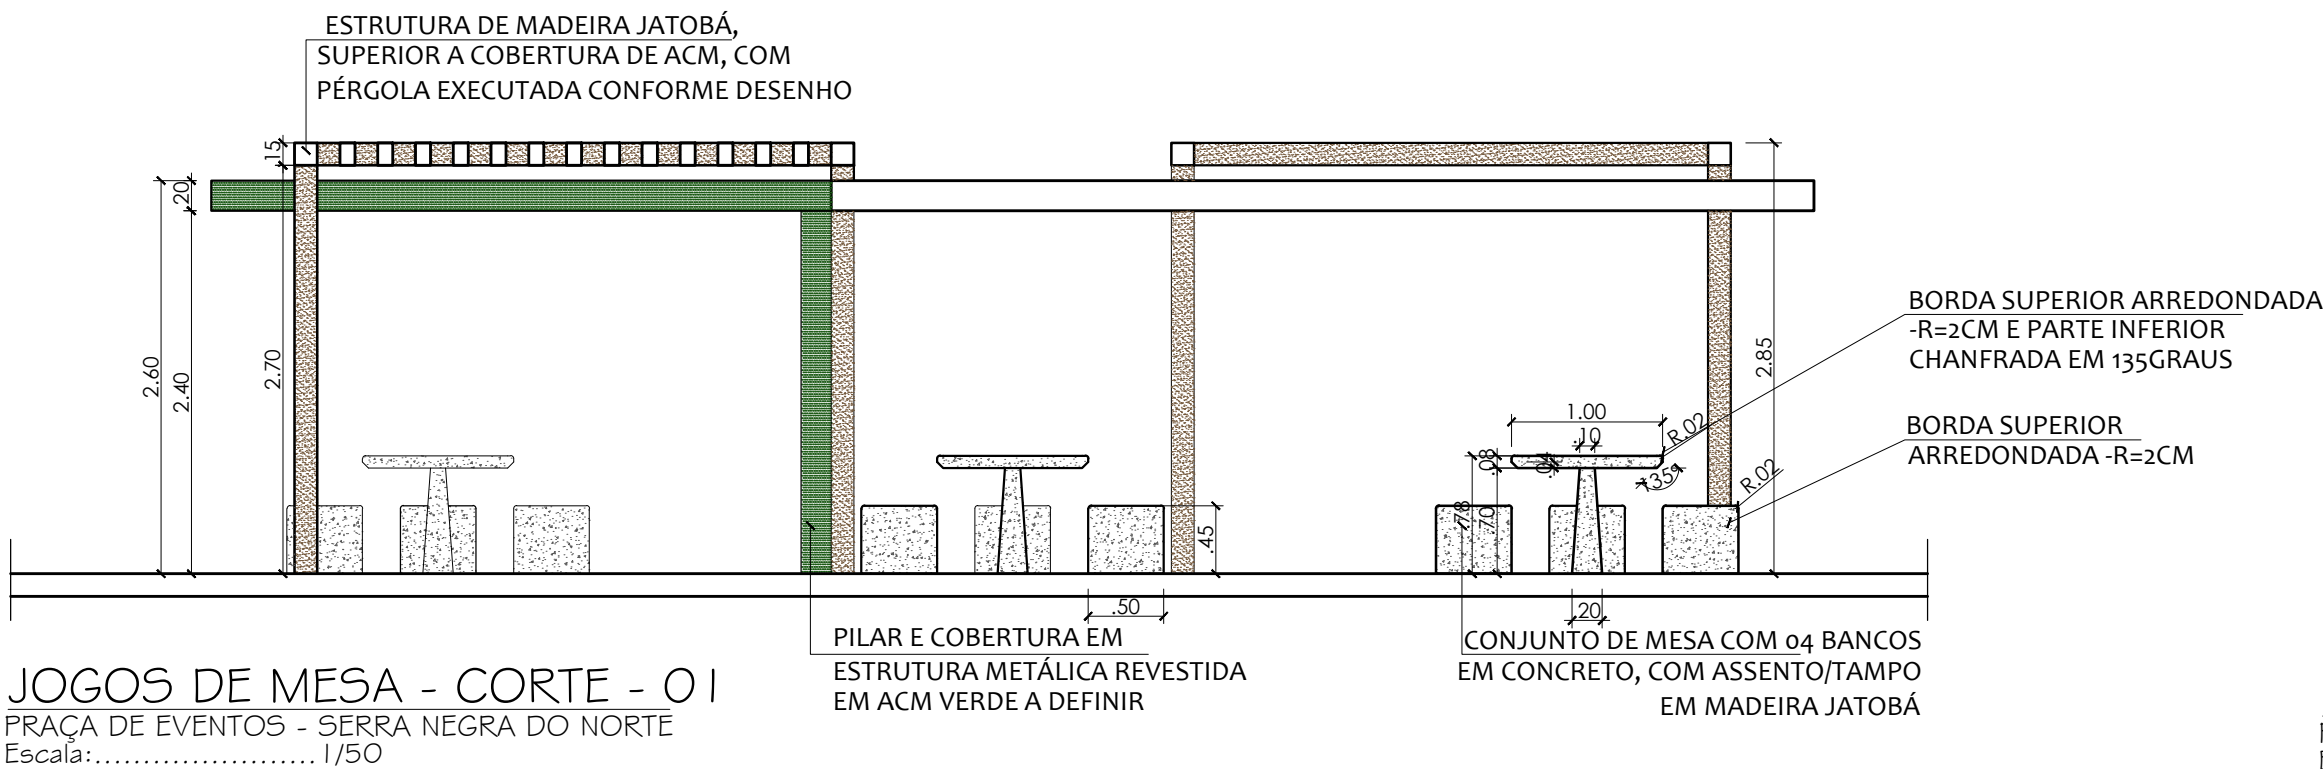 ESTRUTURA DE MADEIRA JATOBÁ,
SUPERIOR A COBERTURA DE ACM, COM
PÉRGOLA EXECUTADA CONFORME DESENHO
.15
.20
2.60
2.40
2.70
2.85
BORDA SUPERIOR ARREDONDADA
-R=2CM E PARTE INFERIOR
CHANFRADA EM 135GRAUS
1.00
.10
R.02
.08
.04
135°
R.02
.78
.70
BORDA SUPERIOR
ARREDONDADA -R=2CM
.45
.50
.20
PILAR E COBERTURA EM
ESTRUTURA METÁLICA REVESTIDA
EM ACM VERDE A DEFINIR
CONJUNTO DE MESA COM 04 BANCOS
EM CONCRETO, COM ASSENTO/TAMPO
EM MADEIRA JATOBÁ
JOGOS DE MESA - CORTE - 01
PRAÇA DE EVENTOS - SERRA NEGRA DO NORTE
Escala:.......................1/50